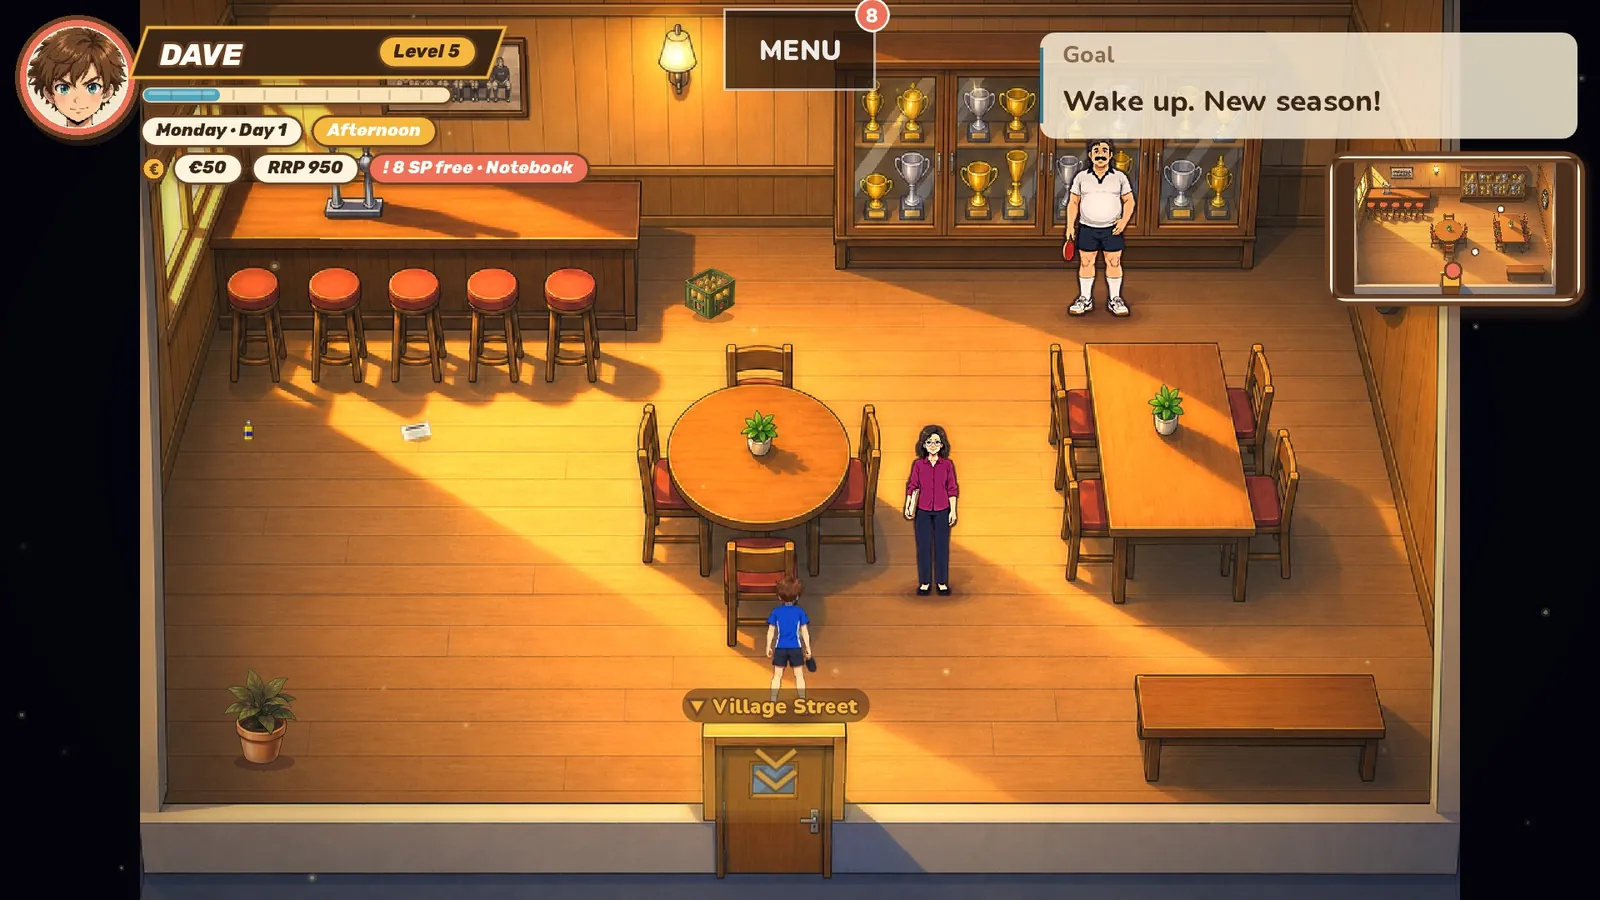 DAVE
Level 5
Monday • Day 1
Afternoon
€
€50
RRP 950
! 8 SP free • Notebook
MENU
8
Goal
Wake up. New season!
▼ Village Street